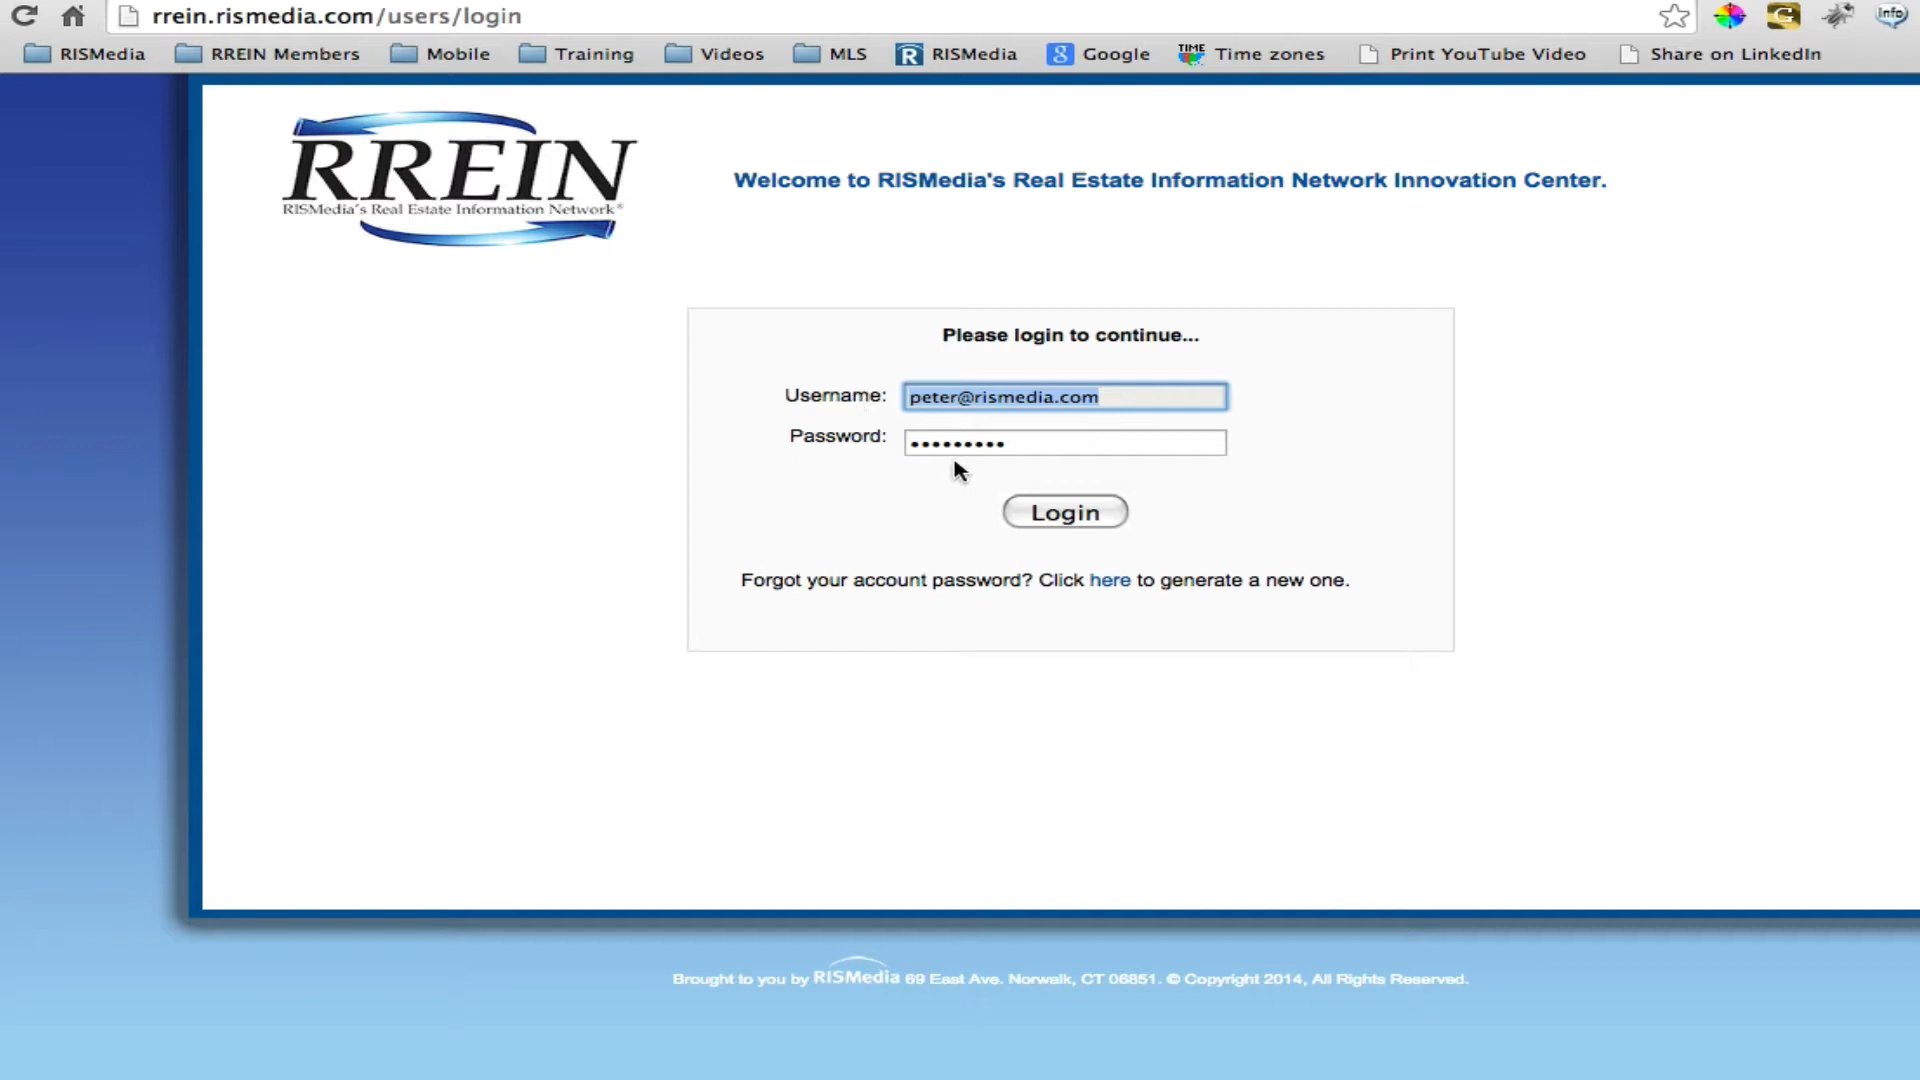 rrein.rismedia.com/users/login
Info
RISMedia RREIN Members Mobile Training Videos MLS R RISMedia g Google TIME Time zones Print YouTube Video Share on LinkedIn
RREIN
RISMedia's Real Estate Information Network®
Welcome to RISMedia's Real Estate Information Network Innovation Center.
Please login to continue...
Username: peter@rismedia.com
Password: •••••••••
Login
Forgot your account password? Click here to generate a new one.
Brought to you by RISMedia 69 East Ave. Norwalk, CT 06851. © Copyright 2014, All Rights Reserved.